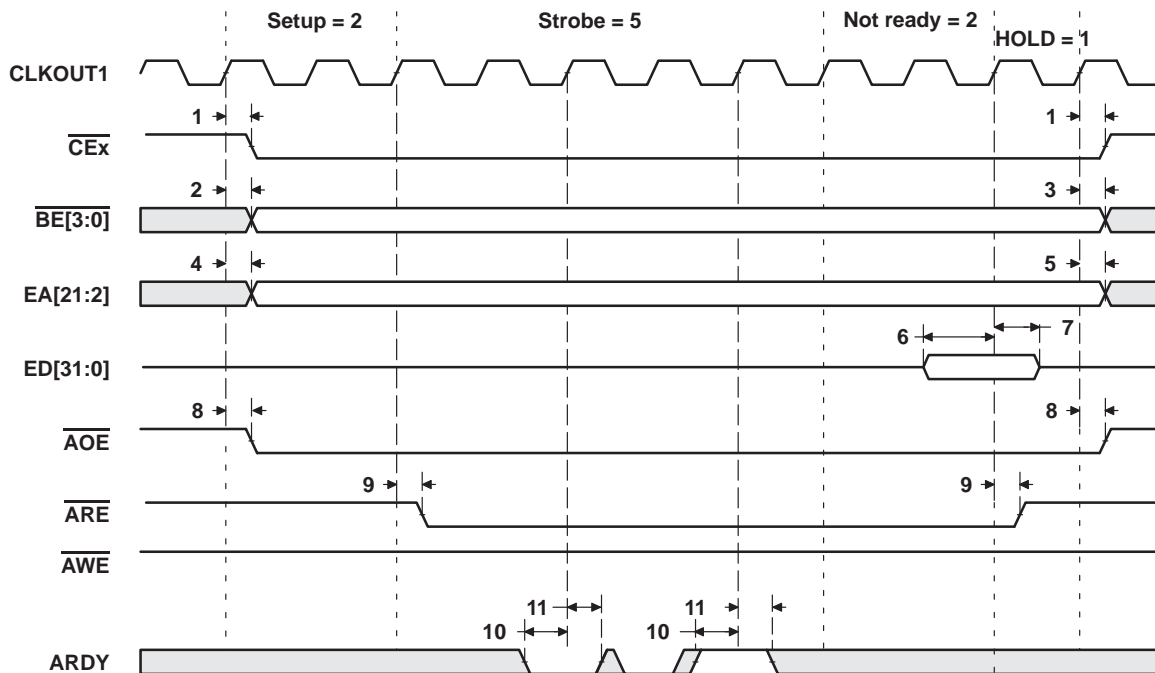 Setup = 2
Strobe = 5
Not ready = 2
HOLD = 1
CLKOUT1
1
1
CEx
2
3
BE[3:0]
4
5
EA[21:2]
6
7
ED[31:0]
8
8
AOE
9
9
ARE
AWE
11
11
10
10
ARDY